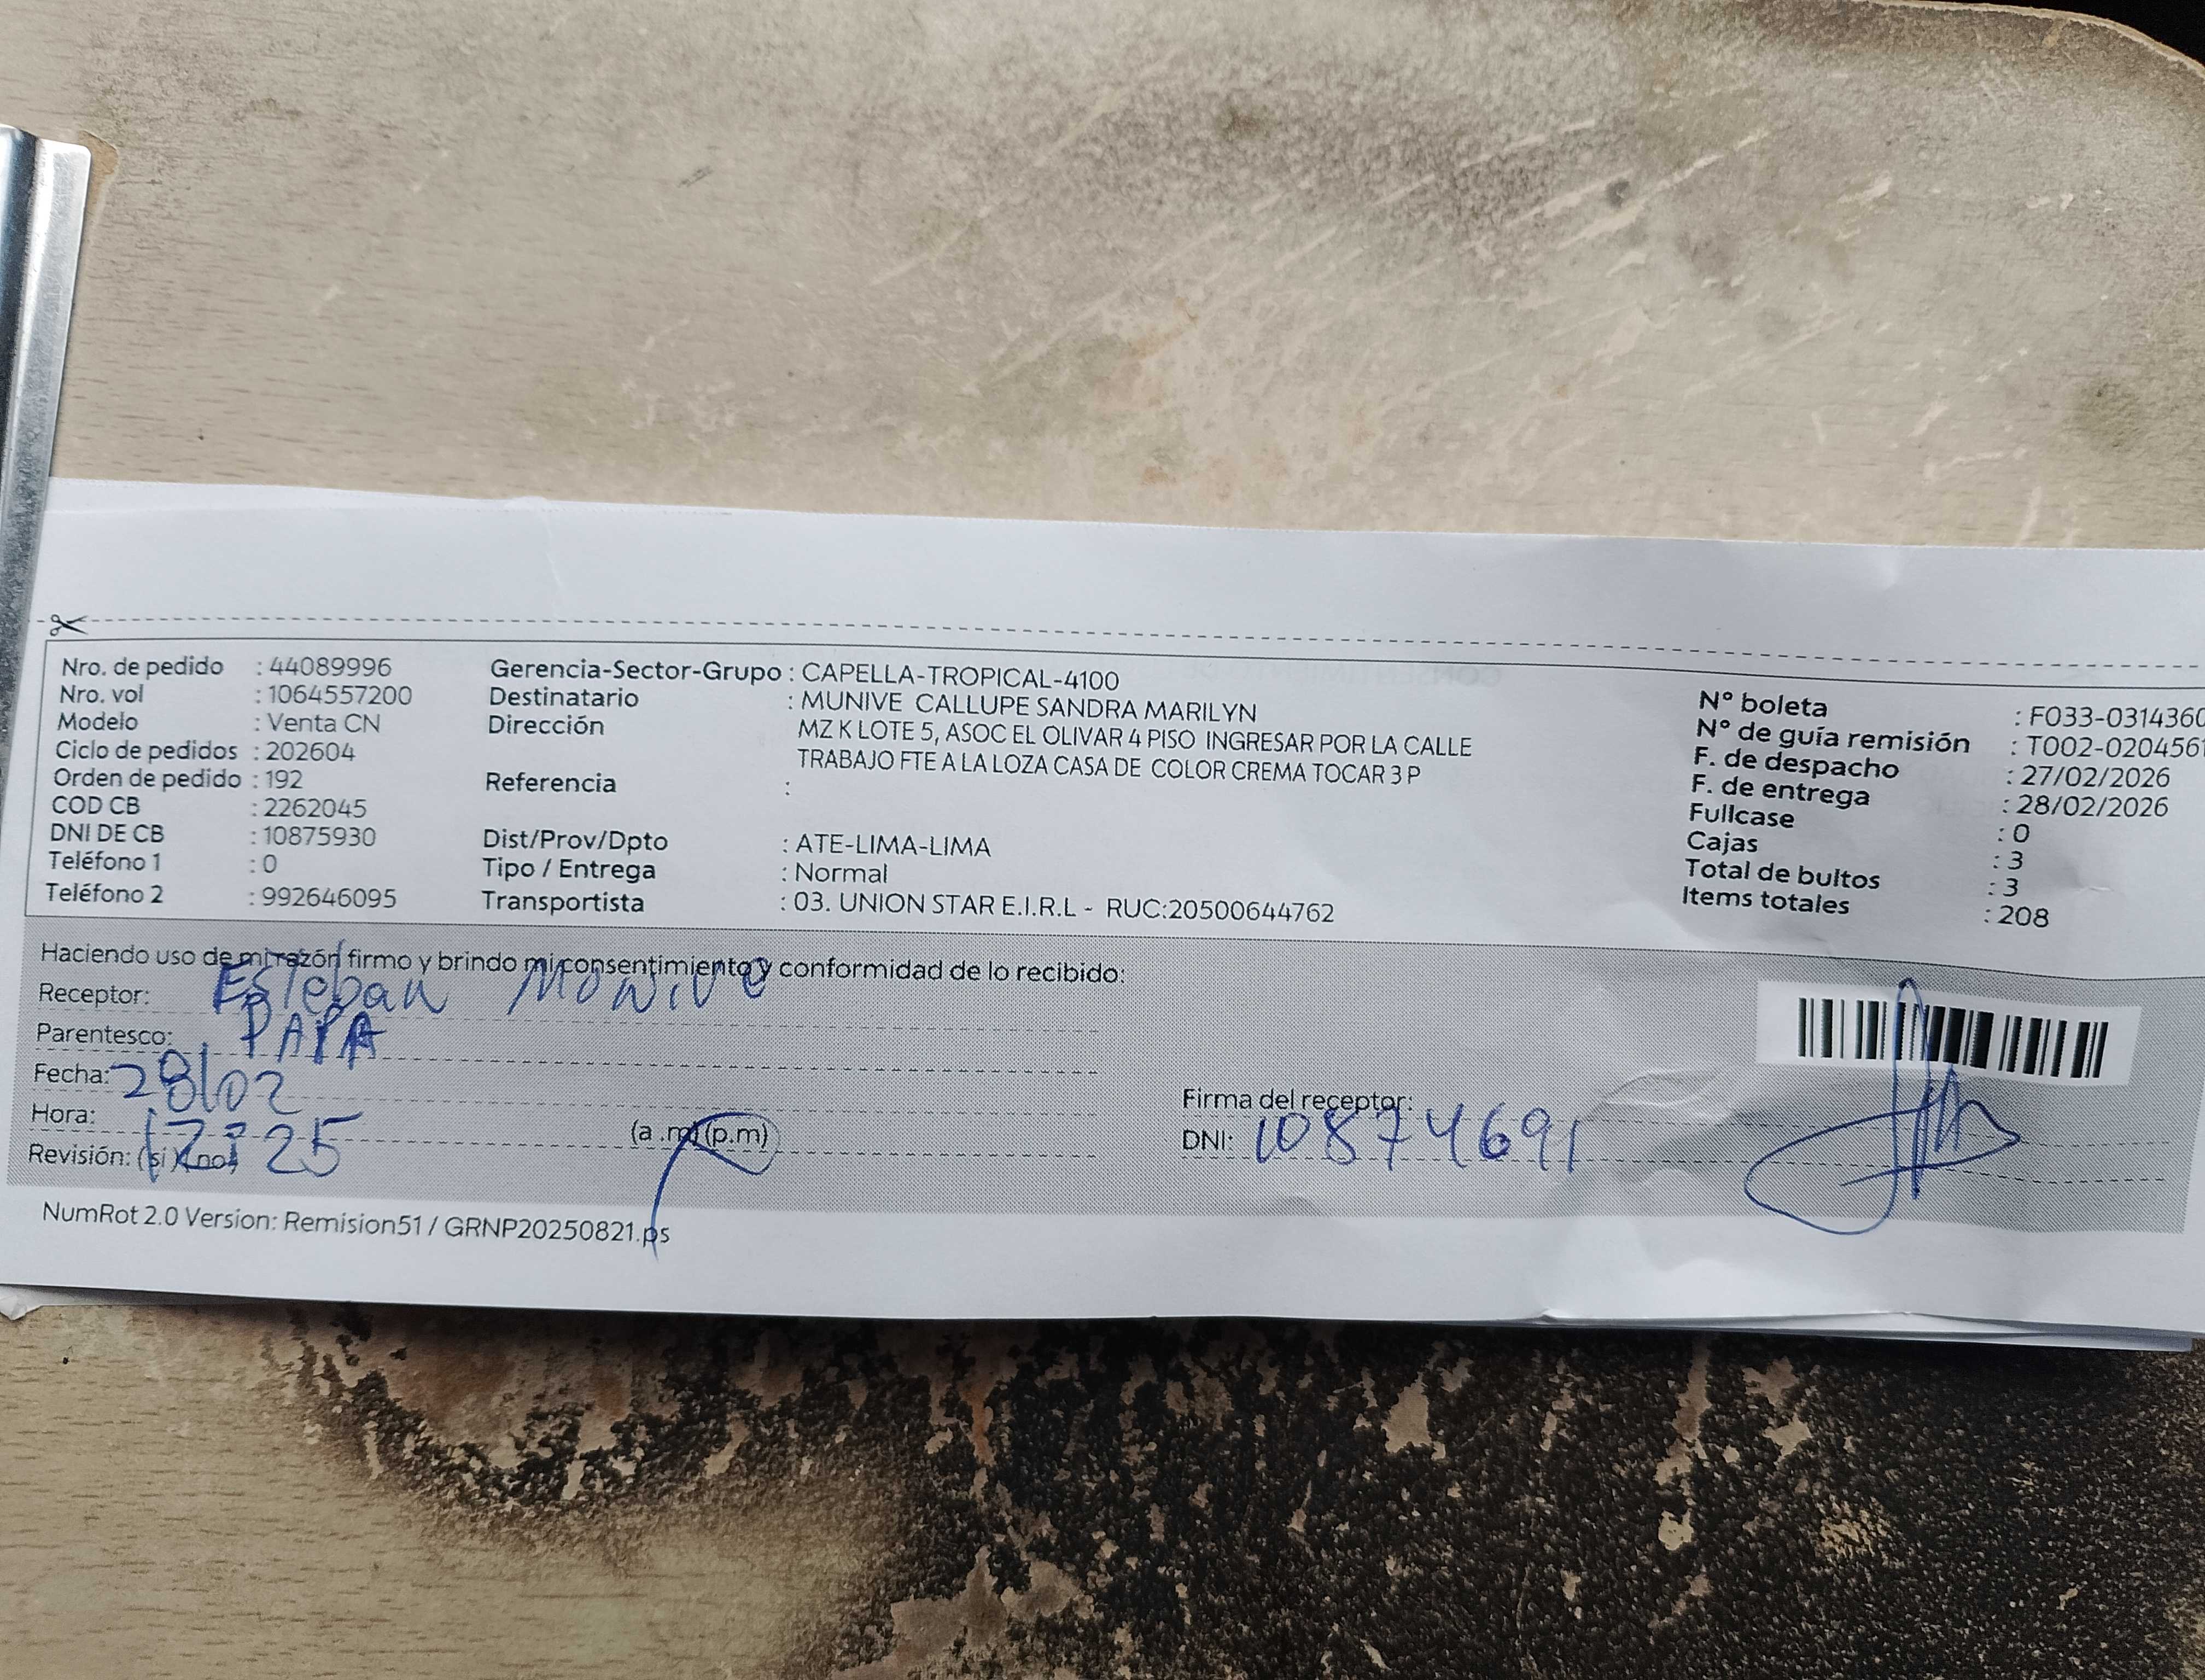 Nro. de pedido : 44089996
Nro. vol : 1064557200
Modelo : Venta CN
Ciclo de pedidos : 202604
Orden de pedido : 192
COD CB : 2262045
DNI DE CB : 10875930
Teléfono 1 : 0
Teléfono 2 : 992646095
Gerencia-Sector-Grupo : CAPELLA-TROPICAL-4100
Destinatario : MUNIVE CALLUPE SANDRA MARILYN
Dirección MZ K LOTE 5, ASOC EL OLIVAR 4 PISO INGRESAR POR LA CALLE
TRABAJO FTE A LA LOZA CASA DE COLOR CREMA TOCAR 3 P
Referencia :
Dist/Prov/Dpto : ATE-LIMA-LIMA
Tipo / Entrega : Normal
Transportista : 03. UNION STAR E.I.R.L - RUC:20500644762
N° boleta : F033-0314360
N° de guía remisión : T002-0204561
F. de despacho : 27/02/2026
F. de entrega : 28/02/2026
Fullcase : 0
Cajas : 3
Total de bultos : 3
Items totales : 208
Haciendo uso de mi razón firmo y brindo mi consentimiento y conformidad de lo recibido:
Receptor: Esteban Monive
Parentesco: PAPA
Fecha: 28/02
Hora: 12:25 (a .m) (p.m)
Revisión: (si) (no)
Firma del receptor:
DNI: 10874691
NumRot 2.0 Version: Remision51 / GRNP20250821.ps